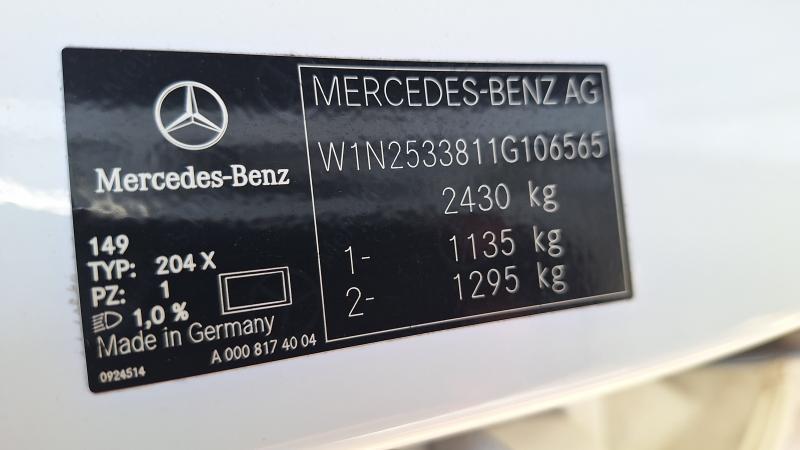 Mercedes-Benz
149
TYP: 204 X
PZ: 1
1,0 %
Made in Germany
A 000 817 40 04
0924514
MERCEDES-BENZ AG
W1N2533811G106565
2430 kg
1- 1135 kg
2- 1295 kg